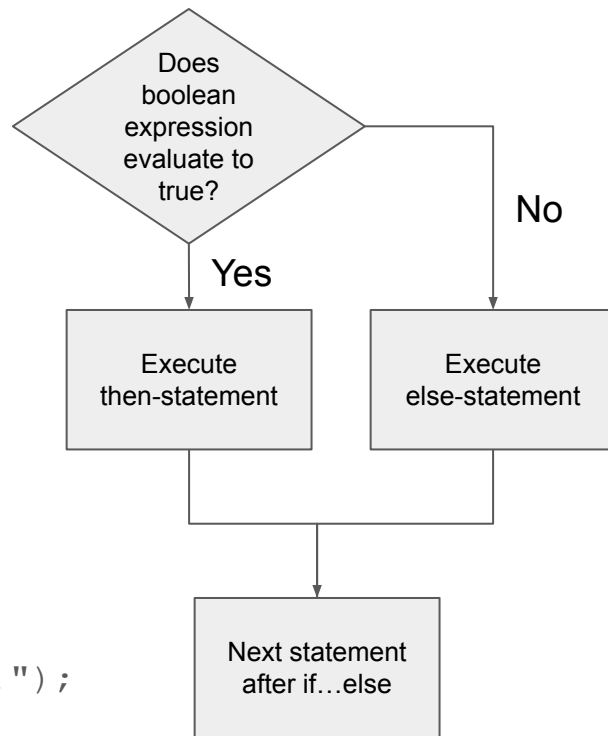 Does
boolean
expression
evaluate to
true?
No
Yes
Execute
then-statement
Execute
else-statement
Next statement
after if…else
");